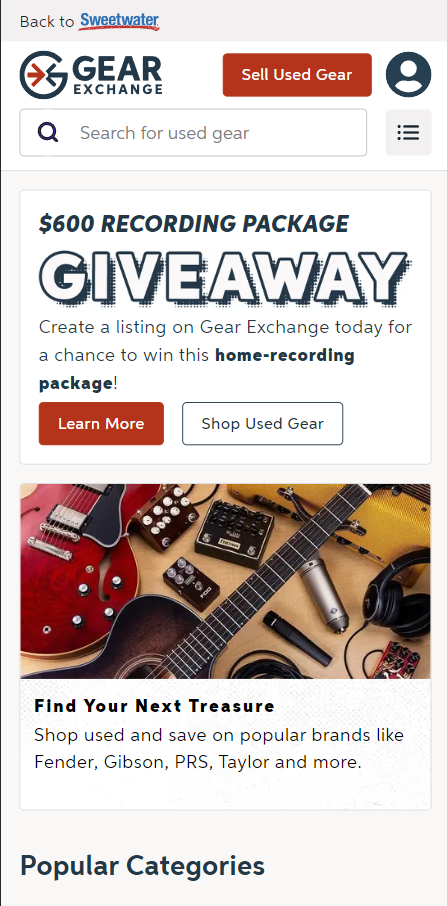 Back to Sweetwater
GEAR
EXCHANGE
Sell Used Gear
Search for used gear
$600 RECORDING PACKAGE
GIVEAWAY
Create a listing on Gear Exchange today for
a chance to win this home-recording
package!
Learn More
Shop Used Gear
Find Your Next Treasure
Shop used and save on popular brands like
Fender, Gibson, PRS, Taylor and more.
Popular Categories